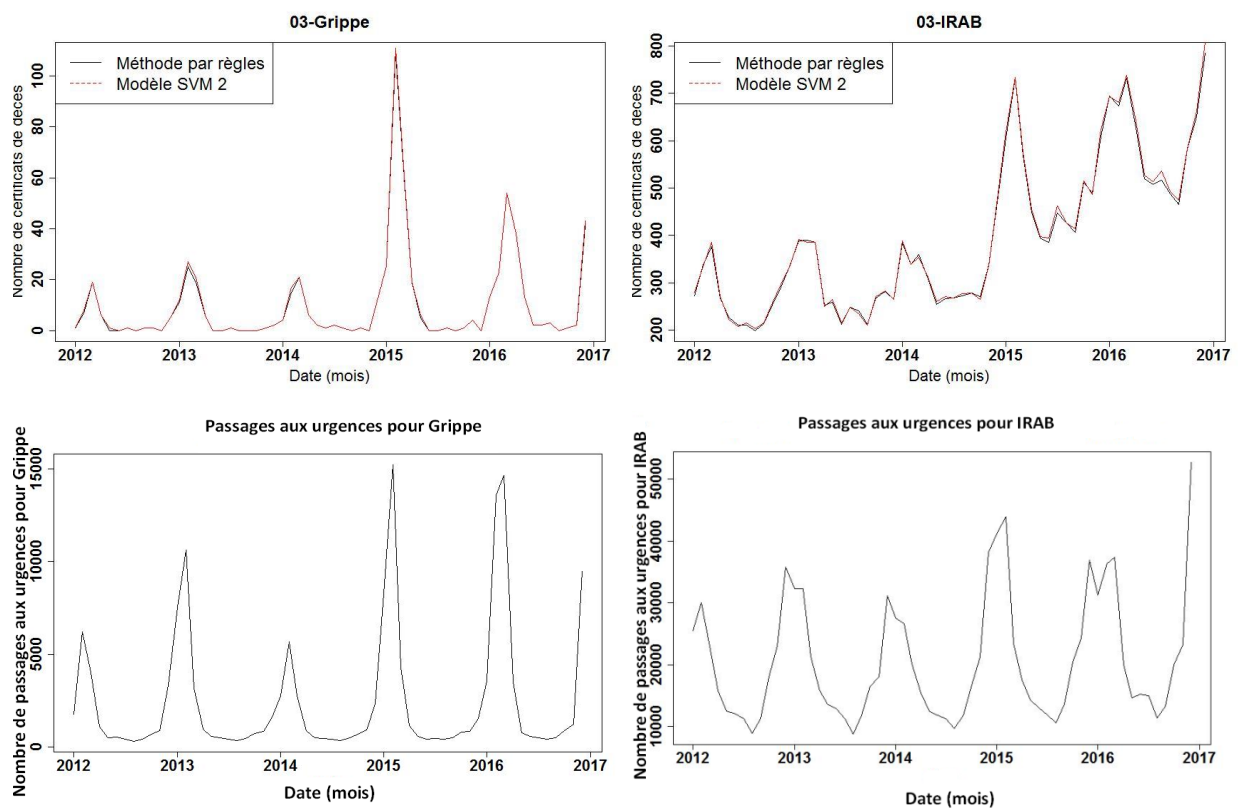 03-Grippe
Méthode par règles
Modèle SVM 2
Nombre de certificats de deces
100
80
60
40
20
0
2012 2013 2014 2015 2016 2017
Date (mois)
03-IRAB
Méthode par règles
Modèle SVM 2
Nombre de certificats de deces
800
700
600
500
400
300
200
2012 2013 2014 2015 2016 2017
Date (mois)
Passages aux urgences pour Grippe
Nombre de passages aux urgences pour Grippe
15000
10000
5000
0
2012 2013 2014 2015 2016 2017
Date (mois)
Passages aux urgences pour IRAB
Nombre de passages aux urgences pour IRAB
50000
40000
30000
20000
10000
2012 2013 2014 2015 2016 2017
Date (mois)